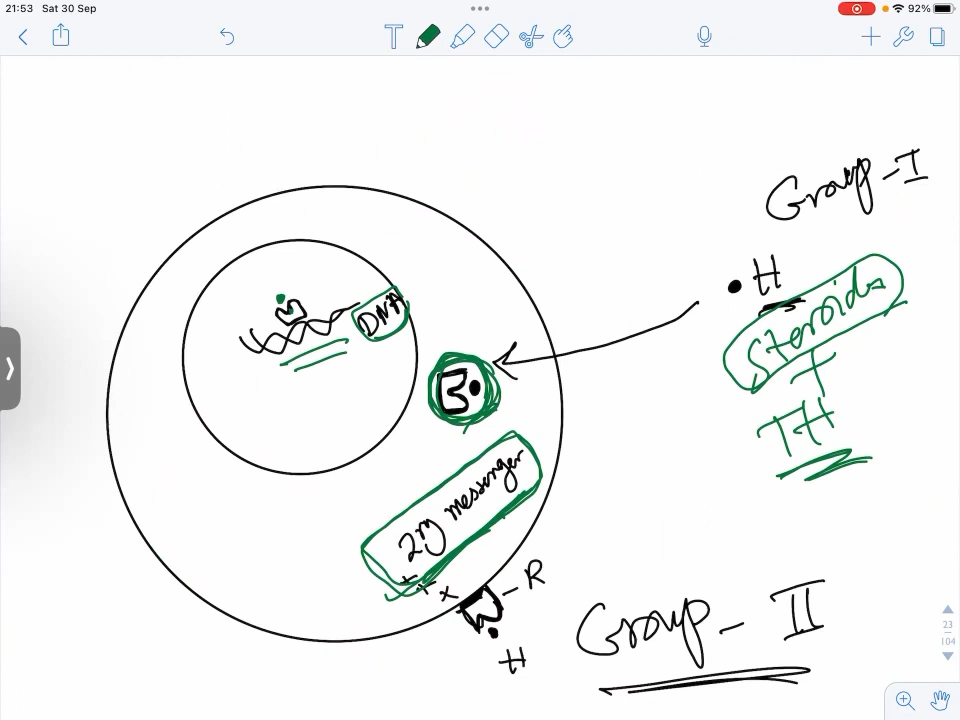 21:53 Sat 30 Sep
92%
T
Group-I
H
Steroids
+
TH
DNA
2ry messenger
+ + x
R
H
Group- II
23
104